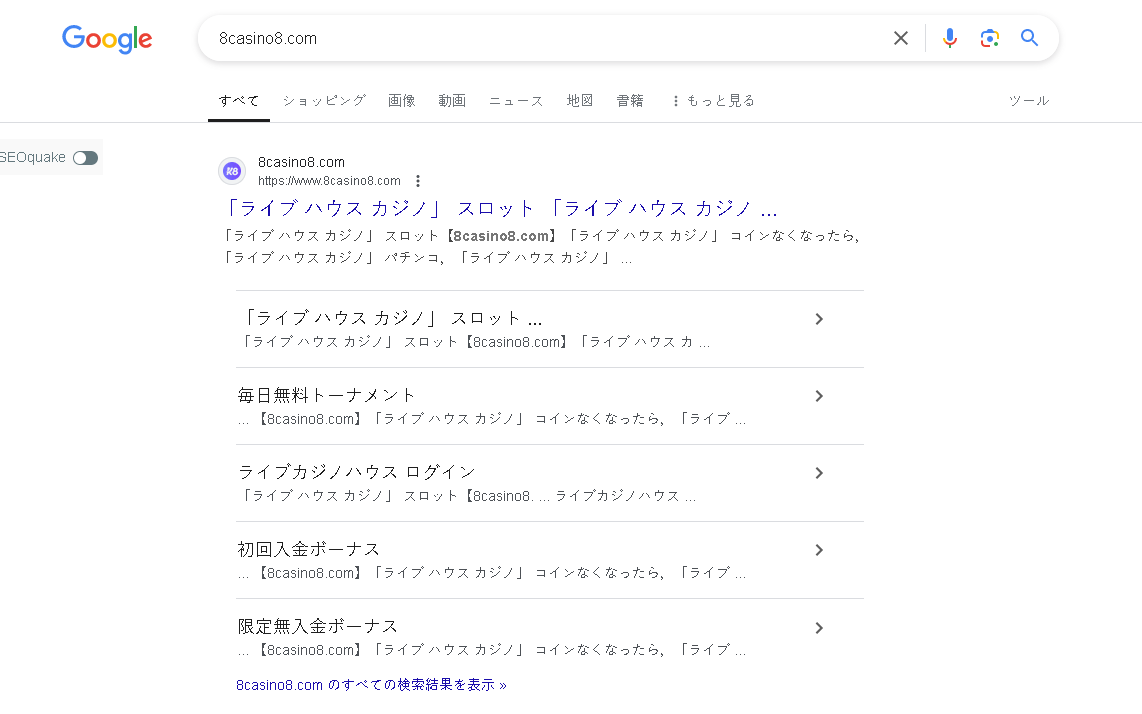 Google
8casino8.com
すべて ショッピング 画像 動画 ニュース 地図 書籍 もっと見る ツール
SEOquake
K8
8casino8.com
https://www.8casino8.com
「ライブ ハウス カジノ」 スロット 「ライブ ハウス カジノ ...
「ライブ ハウス カジノ」 スロット【8casino8.com】「ライブ ハウス カジノ」 コインなくなったら,
「ライブ ハウス カジノ」 パチンコ, 「ライブ ハウス カジノ」 ...
「ライブ ハウス カジノ」 スロット ...
「ライブ ハウス カジノ」 スロット【8casino8.com】「ライブ ハウス カ ...
毎日無料トーナメント
... 【8casino8.com】「ライブ ハウス カジノ」 コインなくなったら, 「ライブ ...
ライブカジノハウス ログイン
「ライブ ハウス カジノ」 スロット【8casino8. ... ライブカジノハウス ...
初回入金ボーナス
... 【8casino8.com】「ライブ ハウス カジノ」 コインなくなったら, 「ライブ ...
限定無入金ボーナス
... 【8casino8.com】「ライブ ハウス カジノ」 コインなくなったら, 「ライブ ...
8casino8.com のすべての検索結果を表示 »